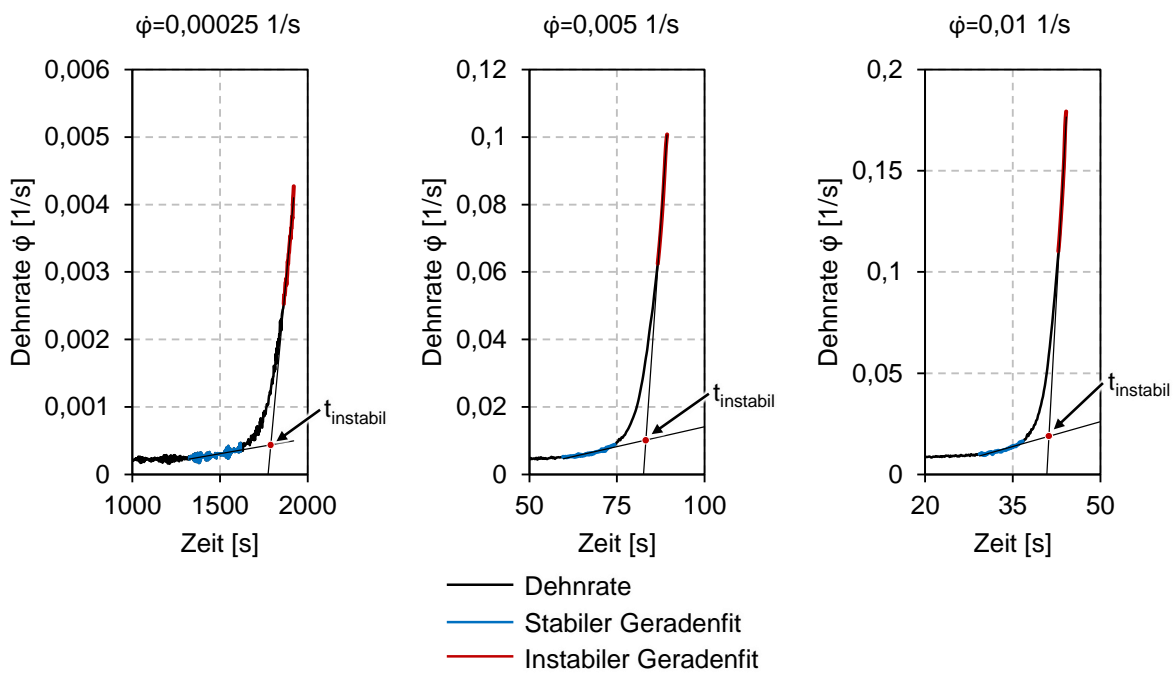 φ̇=0,00025 1/s
Dehnrate φ̇ [1/s]
0,006
0,005
0,004
0,003
0,002
0,001
0
1000 1500 2000
Zeit [s]
t_instabil
φ̇=0,005 1/s
Dehnrate φ̇ [1/s]
0,12
0,1
0,08
0,06
0,04
0,02
0
50 75 100
Zeit [s]
t_instabil
φ̇=0,01 1/s
Dehnrate φ̇ [1/s]
0,2
0,15
0,1
0,05
0
20 35 50
Zeit [s]
t_instabil
Dehnrate
Stabiler Geradenfit
Instabiler Geradenfit